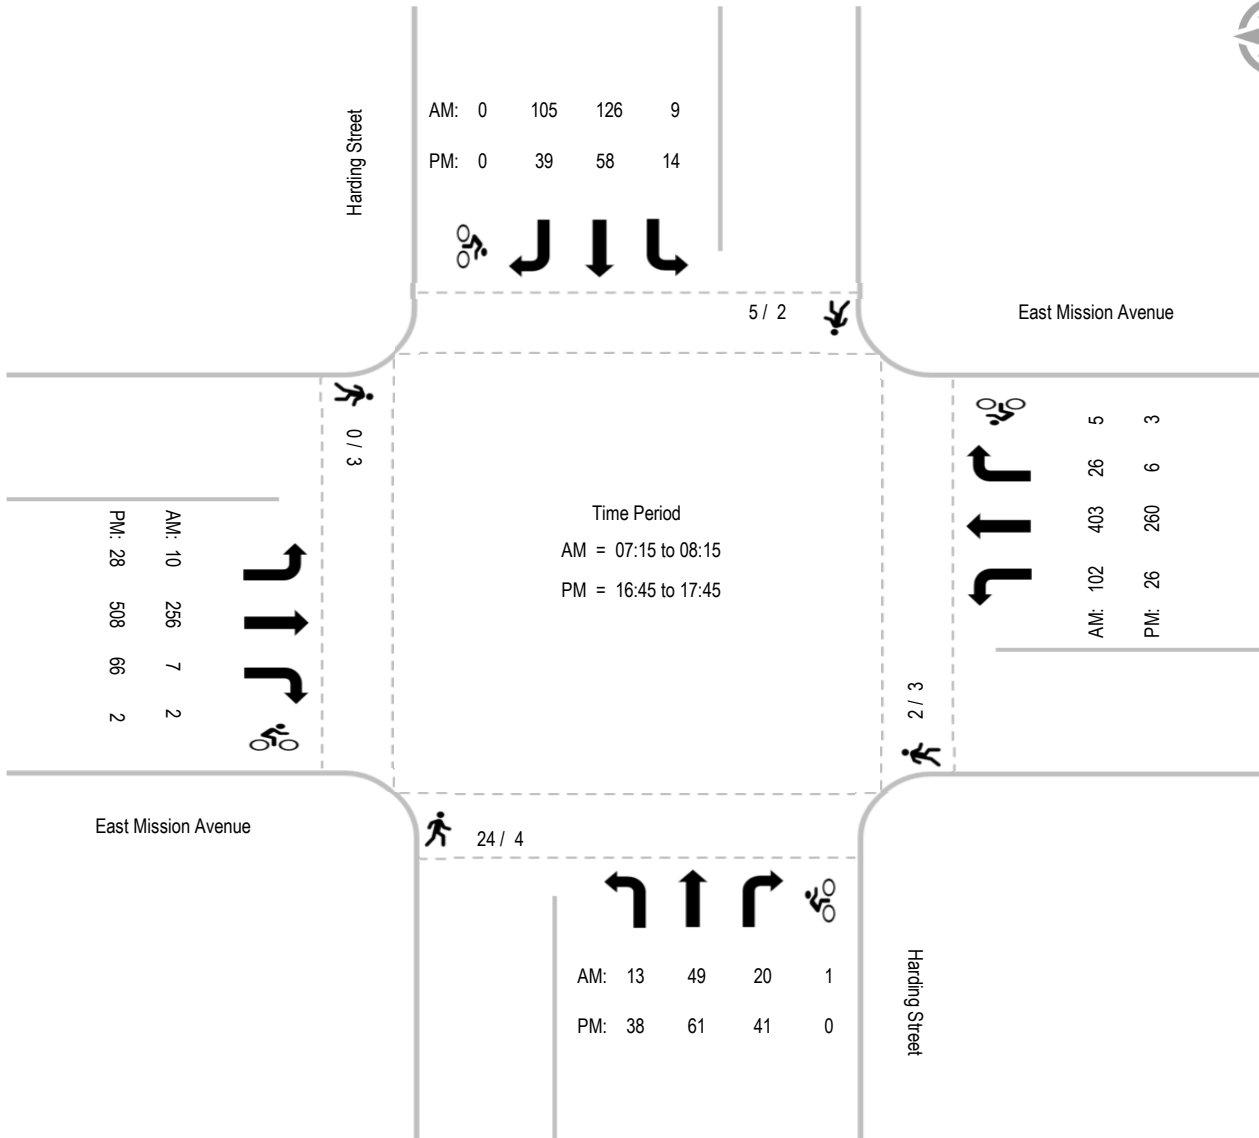 Harding Street
AM: 0 105 126 9
PM: 0 39 58 14
5 / 2
East Mission Avenue
0 / 3
AM: 10 256 7 2
PM: 28 508 66 2
Time Period
AM = 07:15 to 08:15
PM = 16:45 to 17:45
AM: 102 403 26 5
PM: 26 260 6 3
2 / 3
East Mission Avenue
24 / 4
AM: 13 49 20 1
PM: 38 61 41 0
Harding Street